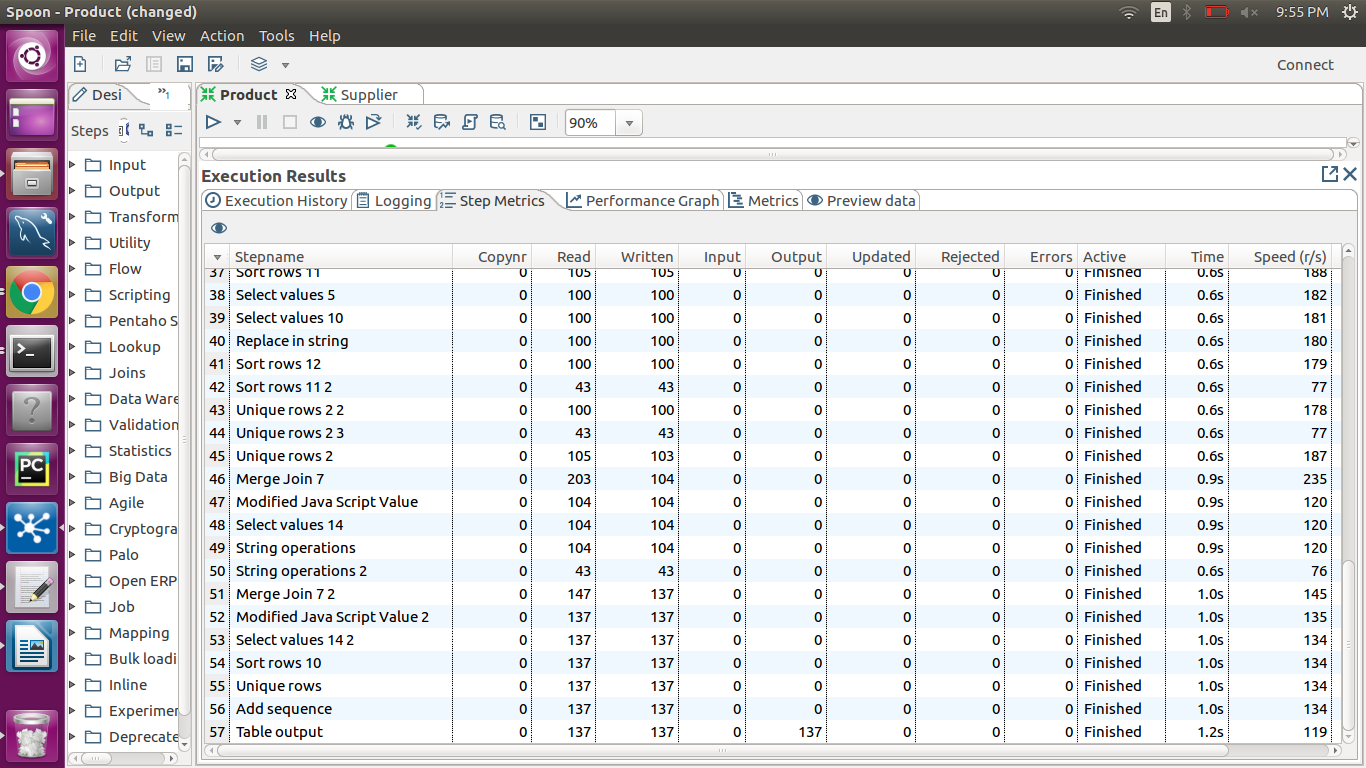 Spoon - Product (changed)
En
9:55 PM
File Edit View Action Tools Help
Connect
Desi
»1
Product
Supplier
Steps
90%
Input
Output
Transform
Utility
Flow
Scripting
Pentaho S
Lookup
Joins
Data Ware
Validation
Statistics
Big Data
Agile
Cryptogra
Palo
Open ERP
Job
Mapping
Bulk loadi
Inline
Experimer
Deprecate
PC
Execution Results
Execution History Logging Step Metrics Performance Graph Metrics Preview data
Stepname Copynr Read Written Input Output Updated Rejected Errors Active Time Speed (r/s)
37 Sort rows 11 0 105 105 0 0 0 0 0 Finished 0.6s 188
38 Select values 5 0 100 100 0 0 0 0 0 Finished 0.6s 182
39 Select values 10 0 100 100 0 0 0 0 0 Finished 0.6s 181
40 Replace in string 0 100 100 0 0 0 0 0 Finished 0.6s 180
41 Sort rows 12 0 100 100 0 0 0 0 0 Finished 0.6s 179
42 Sort rows 11 2 0 43 43 0 0 0 0 0 Finished 0.6s 77
43 Unique rows 2 2 0 100 100 0 0 0 0 0 Finished 0.6s 178
44 Unique rows 2 3 0 43 43 0 0 0 0 0 Finished 0.6s 77
45 Unique rows 2 0 105 103 0 0 0 0 0 Finished 0.6s 187
46 Merge Join 7 0 203 104 0 0 0 0 0 Finished 0.9s 235
47 Modified Java Script Value 0 104 104 0 0 0 0 0 Finished 0.9s 120
48 Select values 14 0 104 104 0 0 0 0 0 Finished 0.9s 120
49 String operations 0 104 104 0 0 0 0 0 Finished 0.9s 120
50 String operations 2 0 43 43 0 0 0 0 0 Finished 0.6s 76
51 Merge Join 7 2 0 147 137 0 0 0 0 0 Finished 1.0s 145
52 Modified Java Script Value 2 0 137 137 0 0 0 0 0 Finished 1.0s 135
53 Select values 14 2 0 137 137 0 0 0 0 0 Finished 1.0s 134
54 Sort rows 10 0 137 137 0 0 0 0 0 Finished 1.0s 134
55 Unique rows 0 137 137 0 0 0 0 0 Finished 1.0s 134
56 Add sequence 0 137 137 0 0 0 0 0 Finished 1.0s 134
57 Table output 0 137 137 0 137 0 0 0 Finished 1.2s 119